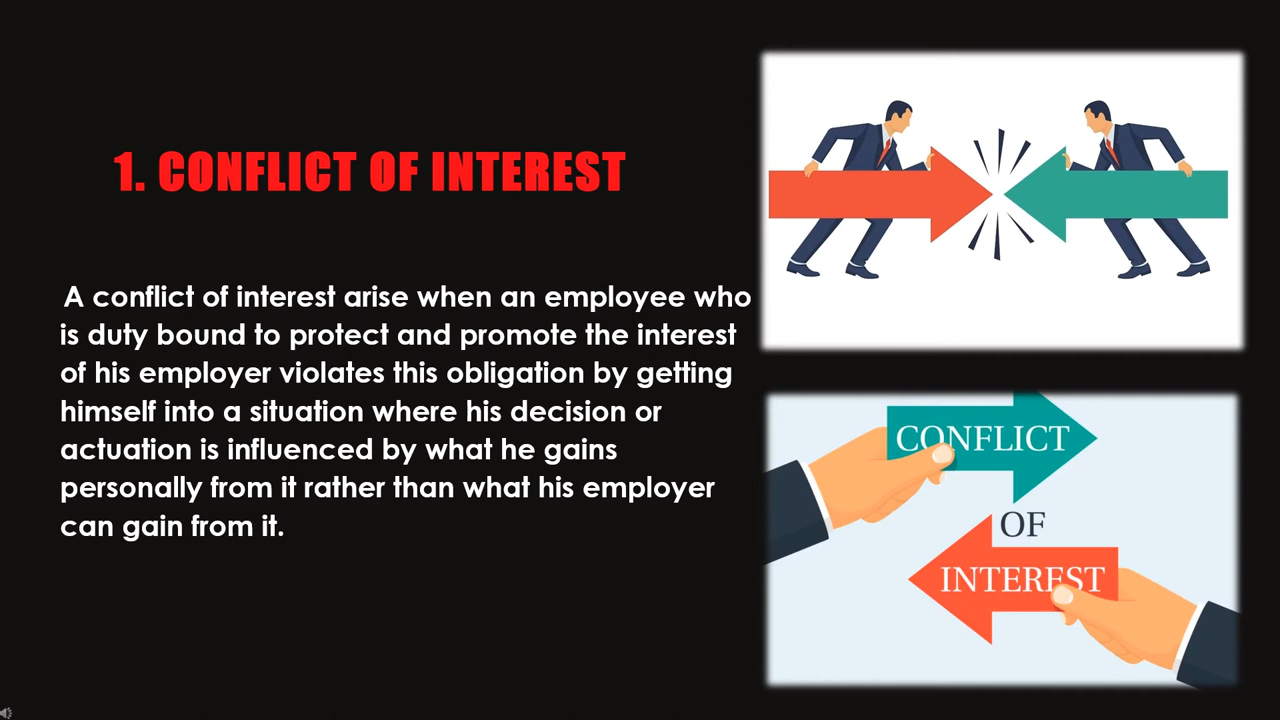 1. CONFLICT OF INTEREST
A conflict of interest arise when an employee who
is duty bound to protect and promote the interest
of his employer violates this obligation by getting
himself into a situation where his decision or
actuation is influenced by what he gains
personally from it rather than what his employer
can gain from it.
CONFLICT
OF
INTEREST